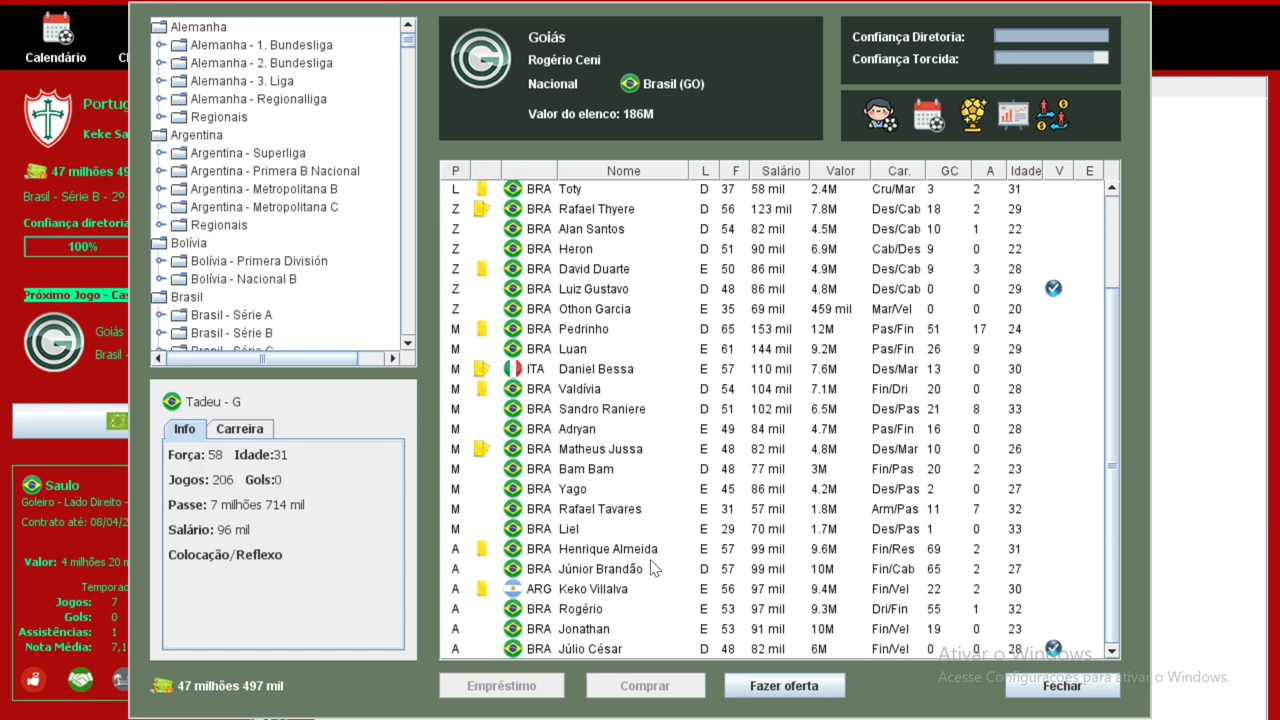 Calendário
Portug
Keke Sa
47 milhões 49
Brasil - Série B - 2º
Confiança diretoria
100%
Próximo Jogo - Cas
Goiás
Brasil -
Saulo
Goleiro - Lado Direito -
Contrato até: 08/04/2
Valor: 4 milhões 20 n
Temporad
Jogos: 7
Gols: 0
Assistências: 1
Nota Média: 7,1
Alemanha
Alemanha - 1. Bundesliga
Alemanha - 2. Bundesliga
Alemanha - 3. Liga
Alemanha - Regionalliga
Regionais
Argentina
Argentina - Superliga
Argentina - Primera B Nacional
Argentina - Metropolitana B
Argentina - Metropolitana C
Regionais
Bolívia
Bolívia - Primera División
Bolívia - Nacional B
Brasil
Brasil - Série A
Brasil - Série B
Brasil - Série C
Tadeu - G
Info Carreira
Força: 58 Idade:31
Jogos: 206 Gols:0
Passe: 7 milhões 714 mil
Salário: 96 mil
Colocação/Reflexo
47 milhões 497 mil
Goiás
Rogério Ceni
Nacional Brasil (GO)
Valor do elenco: 186M
Confiança Diretoria:
Confiança Torcida:
P Nome L F Salário Valor Car. GC A Idade V E
L BRA Toty D 37 58 mil 2.4M Cru/Mar 3 2 31
Z BRA Rafael Thyere D 56 123 mil 7.8M Des/Cab 18 2 29
Z BRA Alan Santos D 54 82 mil 4.5M Des/Cab 10 1 22
Z BRA Heron D 51 90 mil 6.9M Cab/Des 9 0 22
Z BRA David Duarte E 50 86 mil 4.9M Des/Cab 9 3 28
Z BRA Luiz Gustavo D 48 86 mil 4.8M Des/Cab 0 0 29
Z BRA Othon Garcia E 35 69 mil 459 mil Mar/Vel 0 0 20
M BRA Pedrinho D 65 153 mil 12M Pas/Fin 51 17 24
M BRA Luan E 61 144 mil 9.2M Pas/Fin 26 9 29
M ITA Daniel Bessa E 57 110 mil 7.6M Des/Mar 13 0 30
M BRA Valdívia D 54 104 mil 7.1M Fin/Dri 20 0 28
M BRA Sandro Raniere D 51 102 mil 6.5M Des/Pas 21 8 33
M BRA Adryan E 49 84 mil 4.7M Pas/Fin 16 0 28
M BRA Matheus Jussa E 48 82 mil 4.8M Des/Mar 10 0 26
M BRA Bam Bam D 48 77 mil 3M Fin/Pas 20 2 23
M BRA Yago E 45 86 mil 4.2M Des/Pas 2 0 27
M BRA Rafael Tavares E 31 57 mil 1.8M Arm/Pas 11 7 32
M BRA Liel E 29 70 mil 1.7M Des/Pas 1 0 33
A BRA Henrique Almeida E 57 99 mil 9.6M Fin/Res 69 2 31
A BRA Júnior Brandão D 57 99 mil 10M Fin/Cab 65 2 27
A ARG Keko Villalva E 56 97 mil 9.4M Fin/Vel 22 2 30
A BRA Rogério E 53 97 mil 9.3M Dri/Fin 55 1 32
A BRA Jonathan E 53 91 mil 10M Fin/Vel 19 0 23
A BRA Júlio César D 48 82 mil 6M Fin/Vel 0 0 28
Empréstimo Comprar Fazer oferta Fechar
Ativar o Windows
Acesse Configurações para ativar o Windows.